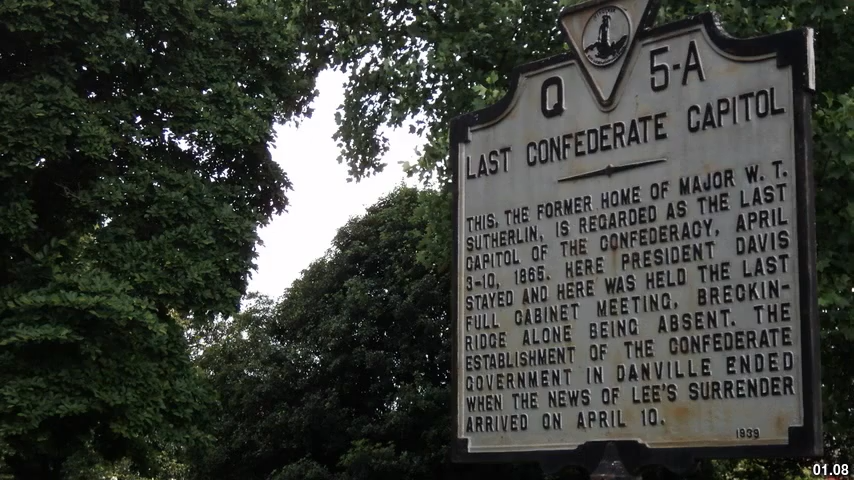 Q 5-A
LAST CONFEDERATE CAPITOL
THIS, THE FORMER HOME OF MAJOR W. T.
SUTHERLIN, IS REGARDED AS THE LAST
CAPITOL OF THE CONFEDERACY, APRIL
3-10, 1865. HERE PRESIDENT DAVIS
STAYED AND HERE WAS HELD THE LAST
FULL CABINET MEETING, BRECKIN-
RIDGE ALONE BEING ABSENT. THE
ESTABLISHMENT OF THE CONFEDERATE
GOVERNMENT IN DANVILLE ENDED
WHEN THE NEWS OF LEE'S SURRENDER
ARRIVED ON APRIL 10.
1939
01.08